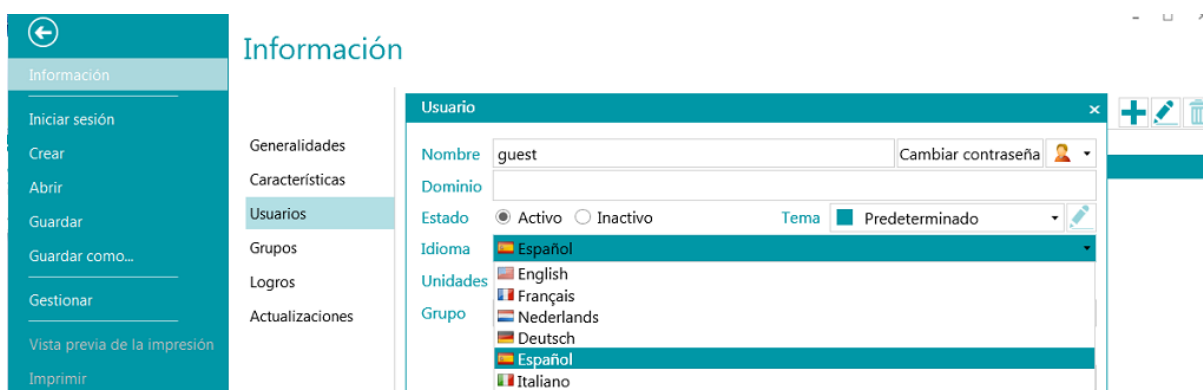 Información
Información
Iniciar sesión
Crear
Abrir
Guardar
Guardar como...
Gestionar
Vista previa de la impresión
Imprimir
Generalidades
Características
Usuarios
Grupos
Logros
Actualizaciones
Usuario
Nombre guest Cambiar contraseña
Dominio
Estado Activo Inactivo Tema Predeterminado
Idioma Español
Unidades
Grupo
English
Français
Nederlands
Deutsch
Español
Italiano